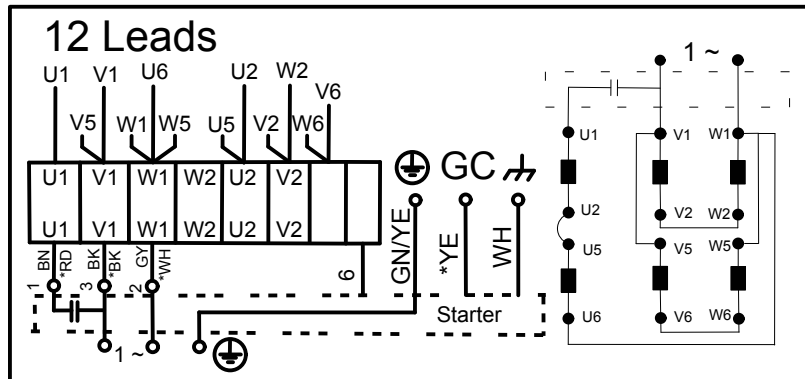 12 Leads
U1 V1 U6 U2 W2 V6
V5 W1 W5 U5 V2 W6
U1 V1 W1 W2 U2 V2
U1 V1 W1 W2 U2 V2
BN *RD BK *BK GY *WH
1 3 2
6
GC
GN/YE
*YE
WH
Starter
1 ~
1 ~
U1 V1 W1
U2 V2 W2
U5 V5 W5
U6 V6 W6